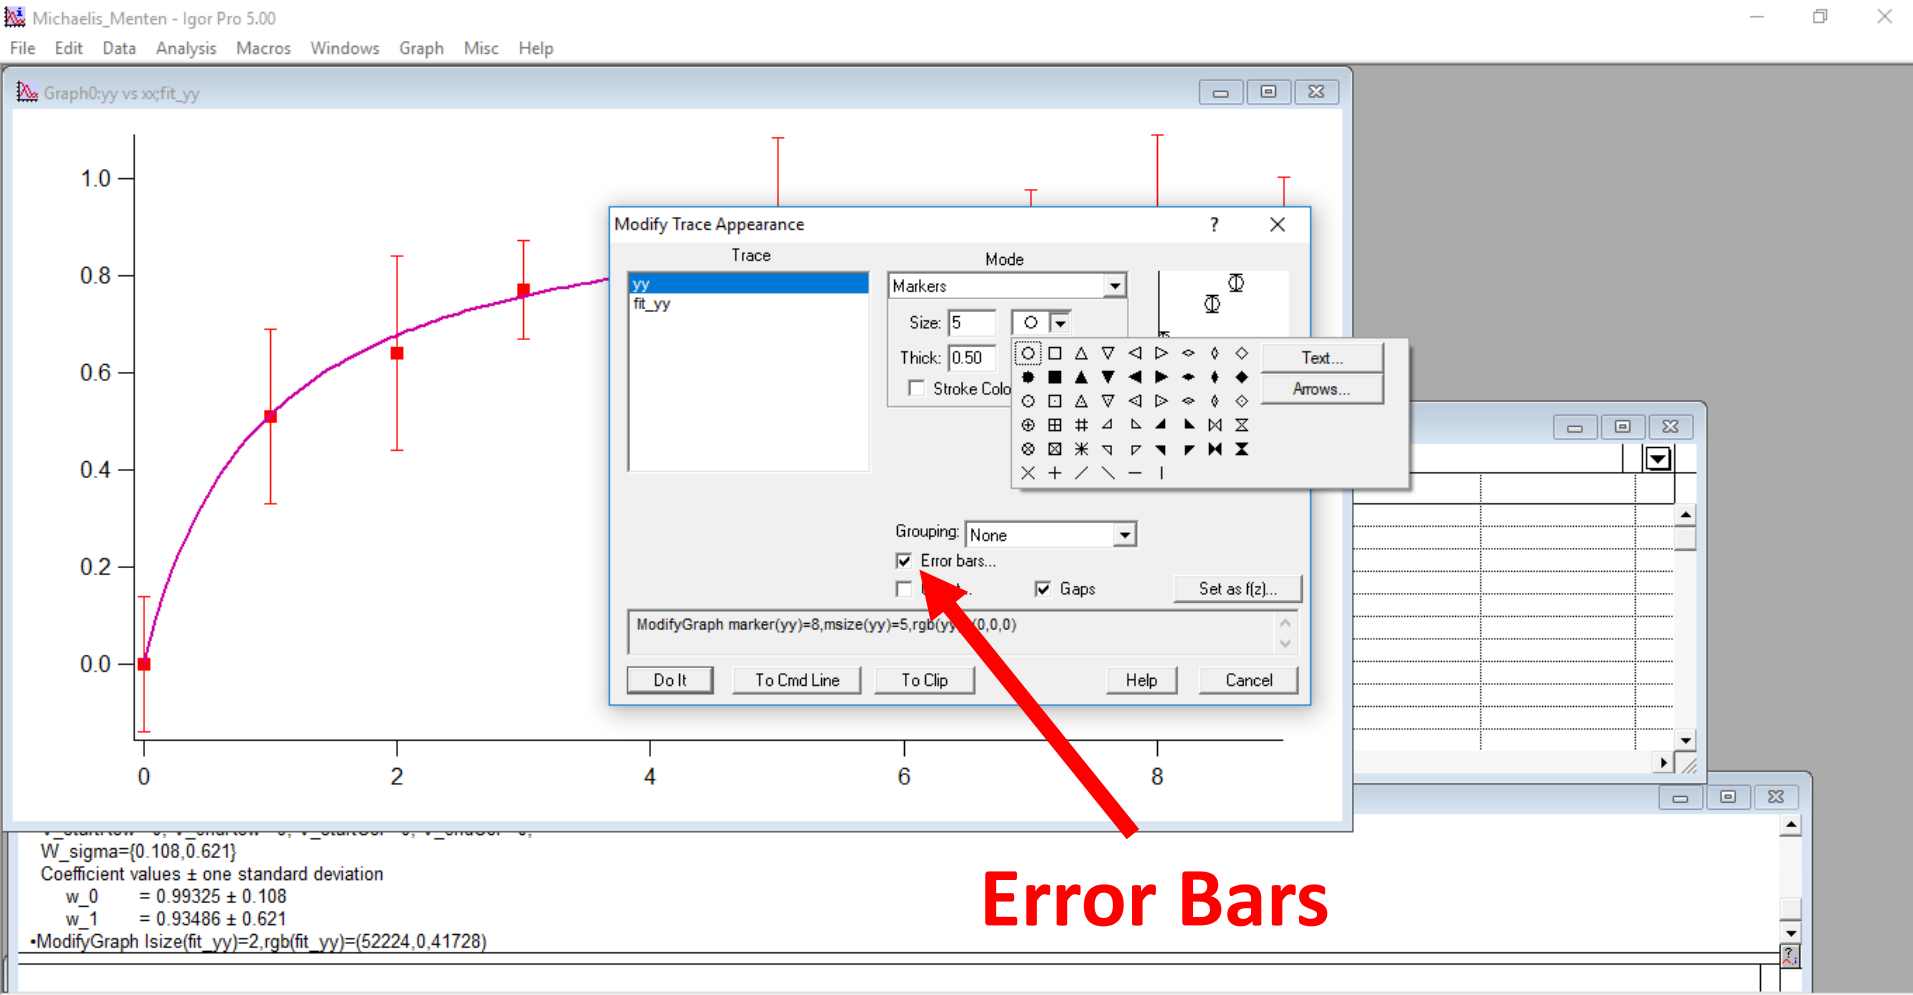 Michaelis_Menten - Igor Pro 5.00
File Edit Data Analysis Macros Windows Graph Misc Help
Graph0:yy vs xx;fit_yy
1.0
0.8
0.6
0.4
0.2
0.0
0 2 4 6 8
Modify Trace Appearance ?
Trace
Mode
yy
fit_yy
Markers
Size: 5
Thick: 0.50
Stroke Colo
Text...
Arrows...
Grouping: None
Error bars...
Gaps
Set as f(z)...
ModifyGraph marker(yy)=8,msize(yy)=5,rgb(yy (0,0,0)
Do It To Cmd Line To Clip Help Cancel
Error Bars
W_sigma={0.108,0.621}
Coefficient values ± one standard deviation
w_0 = 0.99325 ± 0.108
w_1 = 0.93486 ± 0.621
•ModifyGraph lsize(fit_yy)=2,rgb(fit_yy)=(52224,0,41728)